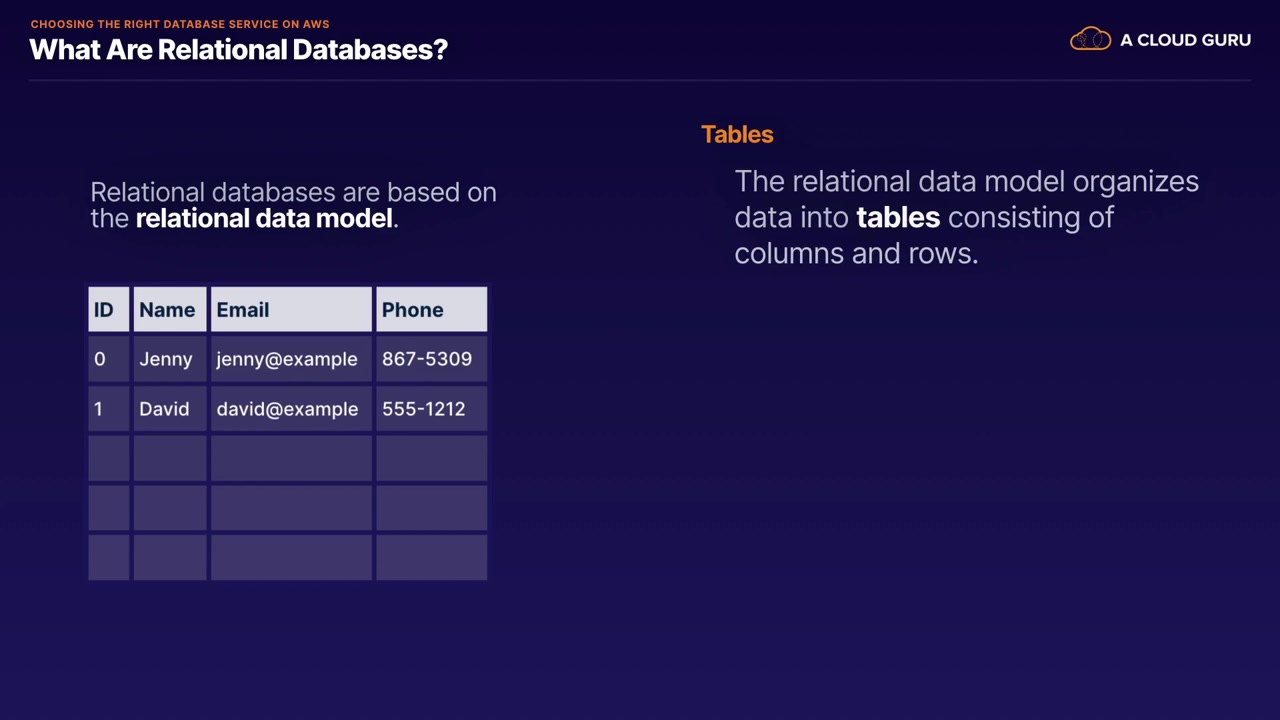 CHOOSING THE RIGHT DATABASE SERVICE ON AWS
What Are Relational Databases?
A CLOUD GURU
Relational databases are based on
the relational data model.
ID Name Email Phone
0 Jenny jenny@example 867-5309
1 David david@example 555-1212
Tables
The relational data model organizes
data into tables consisting of
columns and rows.